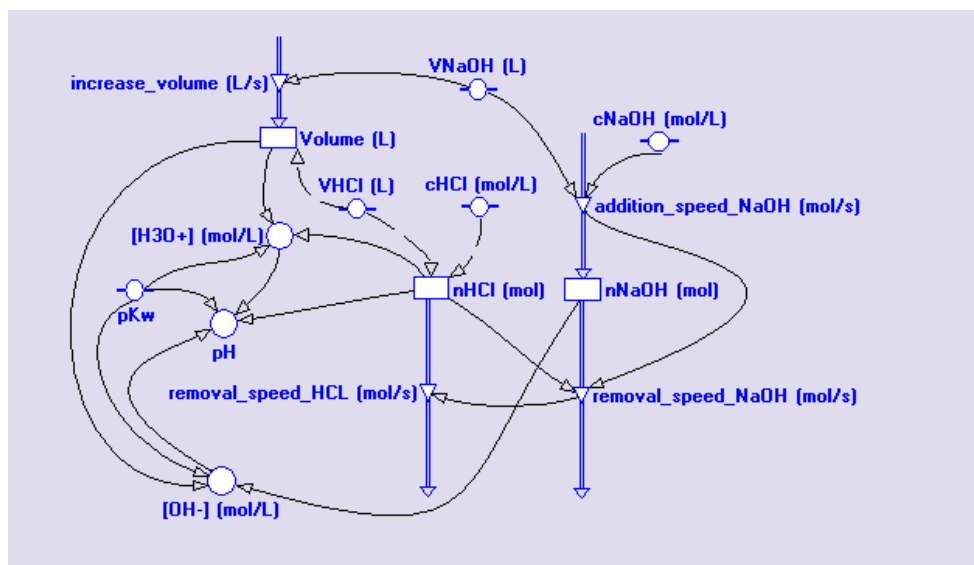 VNaOH (L)
increase_volume (L/s)
cNaOH (mol/L)
Volume (L)
VHCl (L)
cHCl (mol/L)
addition_speed_NaOH (mol/s)
[H3O+] (mol/L)
nHCl (mol)
nNaOH (mol)
pKw
pH
removal_speed_HCL (mol/s)
removal_speed_NaOH (mol/s)
[OH-] (mol/L)